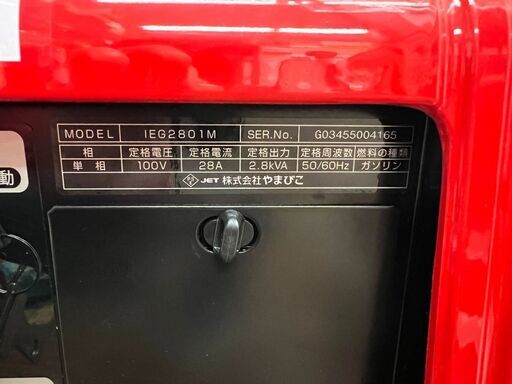 MODEL IEG2801M SER.No. G03455004165
相 定格電圧 定格電流 定格出力 定格周波数 燃料の種類
単相 100V 28A 2.8kVA 50/60Hz ガソリン
JET 株式会社やまびこ
動